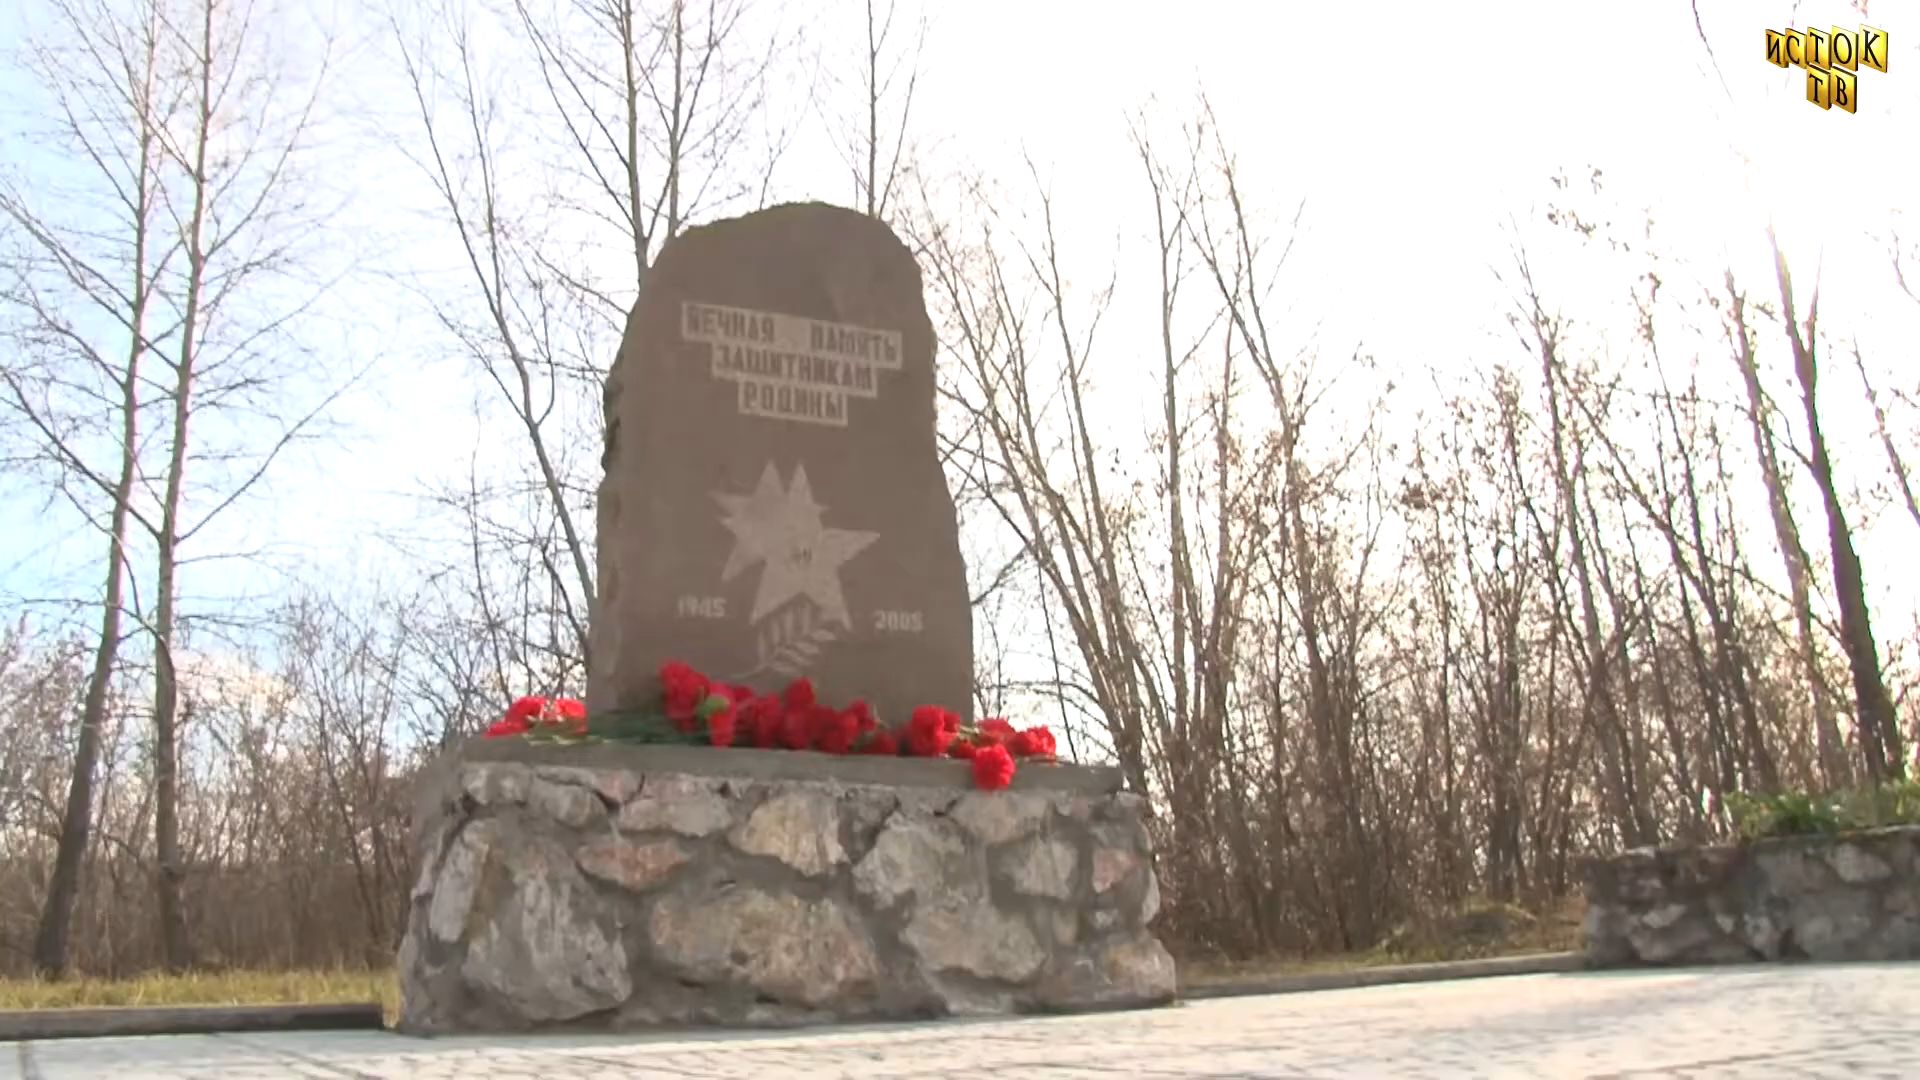 ИСТОК
ТВ
ВЕЧНАЯ ПАМЯТЬ
ЗАЩИТНИКАМ
РОДИНЫ
1945 2005